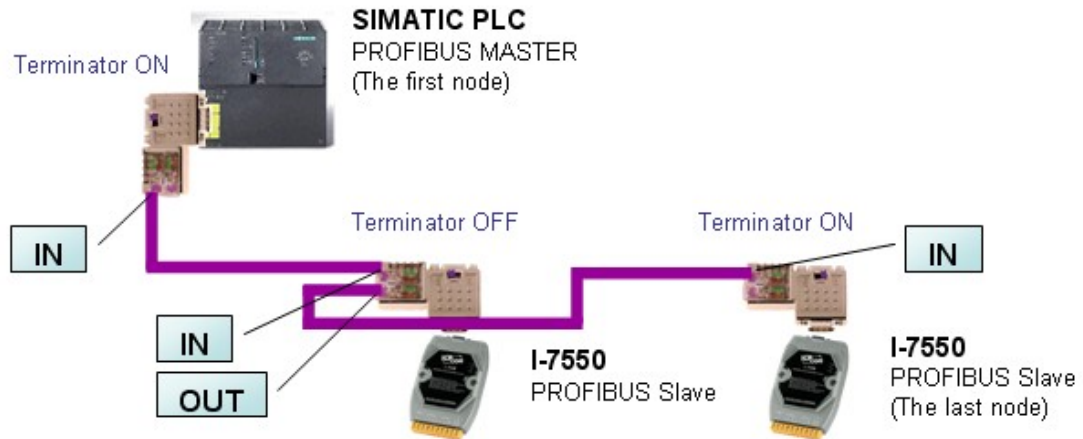 SIMATIC PLC
PROFIBUS MASTER
(The first node)
Terminator ON
IN
Terminator OFF
Terminator ON
IN
IN
OUT
I-7550
PROFIBUS Slave
I-7550
PROFIBUS Slave
(The last node)